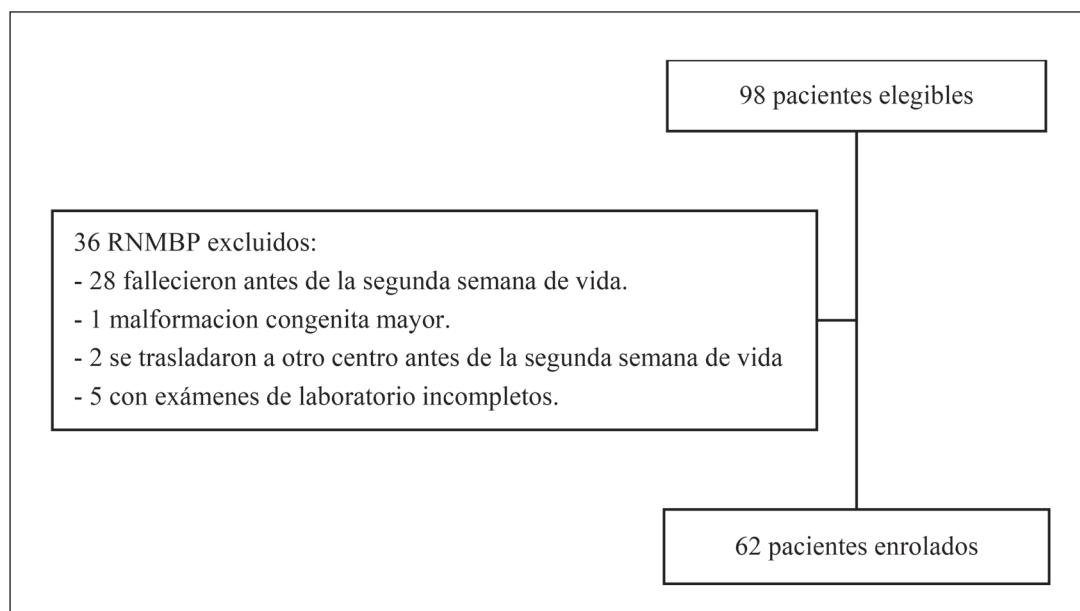 98 pacientes elegibles
36 RNMBP excluidos:
- 28 fallecieron antes de la segunda semana de vida.
- 1 malformacion congenita mayor.
- 2 se trasladaron a otro centro antes de la segunda semana de vida
- 5 con exámenes de laboratorio incompletos.
62 pacientes enrolados